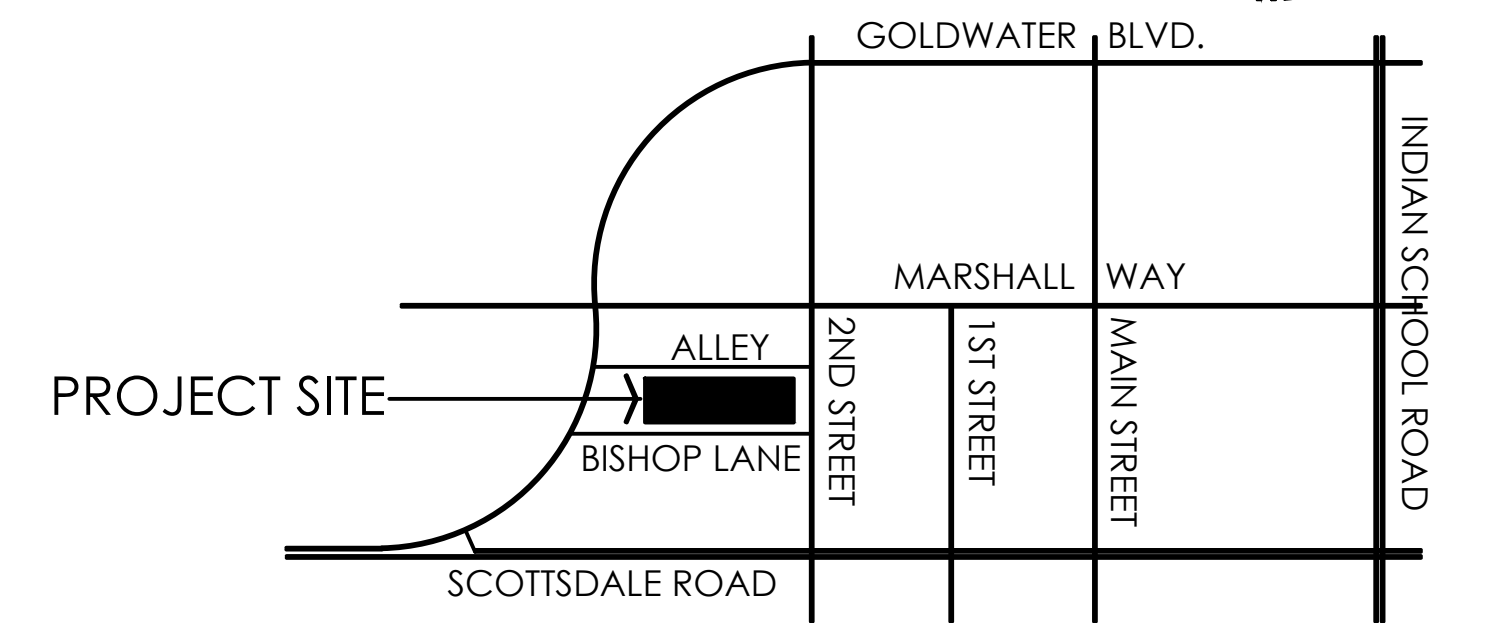 GOLDWATER BLVD.
INDIAN SCHOOL ROAD
MARSHALL WAY
2ND STREET
1ST STREET
MAIN STREET
ALLEY
PROJECT SITE
BISHOP LANE
SCOTTSDALE ROAD